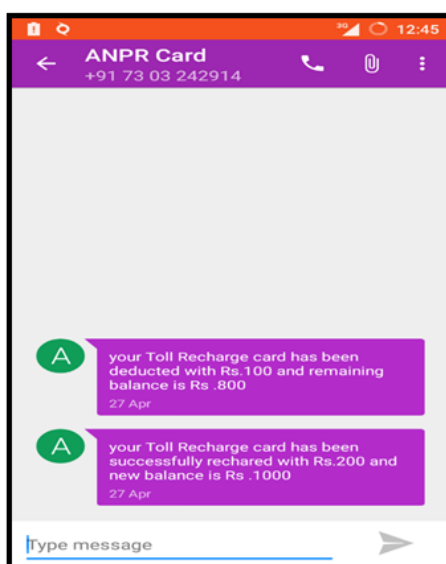 3G 12:45
ANPR Card
+91 73 03 242914
A
your Toll Recharge card has been
deducted with Rs.100 and remaining
balance is Rs .800
27 Apr
A
your Toll Recharge card has been
successfully rechared with Rs.200 and
new balance is Rs .1000
27 Apr
Type message